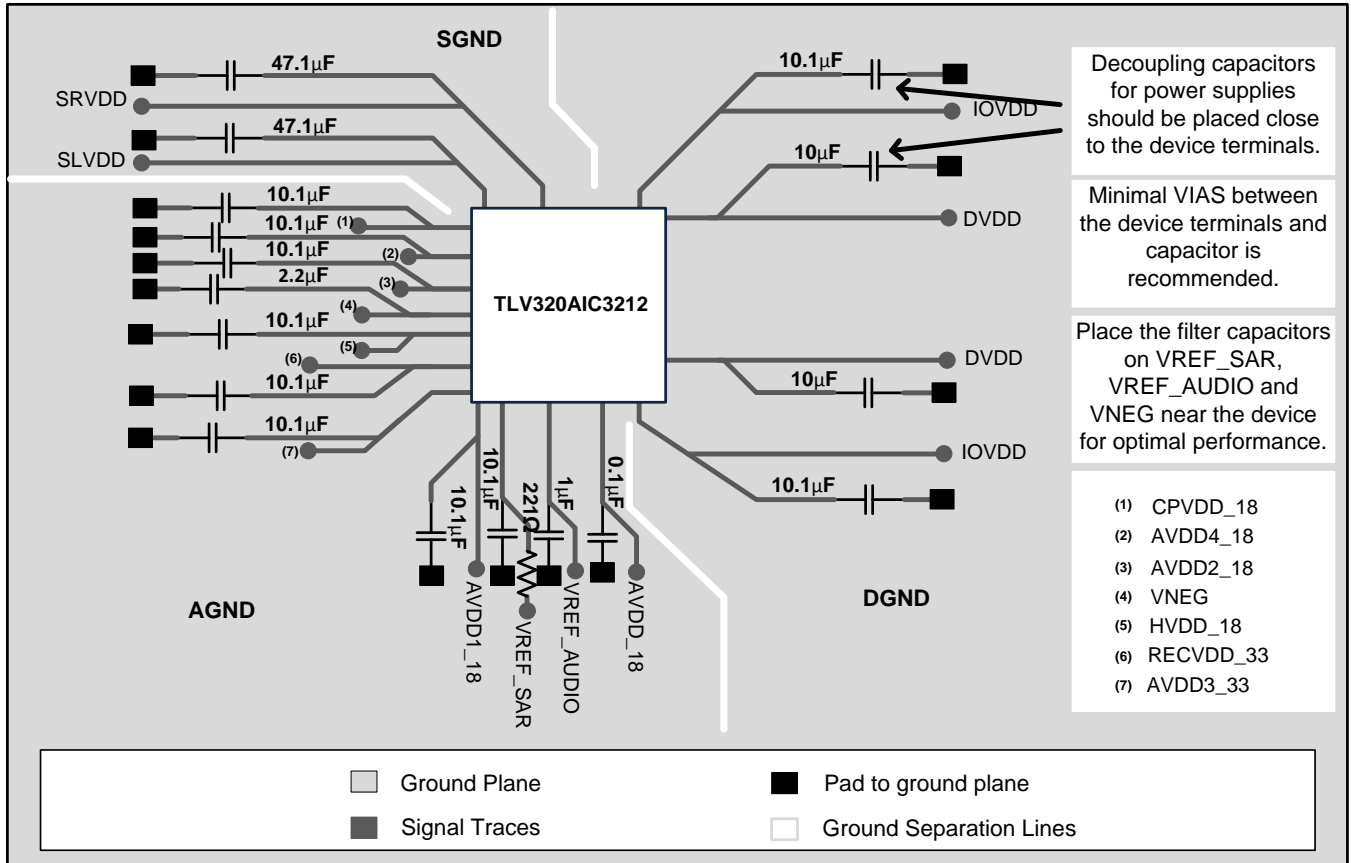 SGND
47.1μF
SRVDD
47.1μF
SLVDD
10.1μF
(1)
10.1μF
(2)
10.1μF
(3)
2.2μF
(4)
10.1μF
(5)
(6)
10.1μF
10.1μF
(7)
TLV320AIC3212
10.1μF
IOVDD
10μF
DVDD
DVDD
10μF
IOVDD
10.1μF
10.1μF
10.1μF
221Ω
1μF
0.1μF
AVDD1_18
VREF_SAR
VREF_AUDIO
AVDD_18
AGND
DGND
Decoupling capacitors
for power supplies
should be placed close
to the device terminals.
Minimal VIAS between
the device terminals and
capacitor is
recommended.
Place the filter capacitors
on VREF_SAR,
VREF_AUDIO and
VNEG near the device
for optimal performance.
(1) CPVDD_18
(2) AVDD4_18
(3) AVDD2_18
(4) VNEG
(5) HVDD_18
(6) RECVDD_33
(7) AVDD3_33
Ground Plane
Pad to ground plane
Signal Traces
Ground Separation Lines